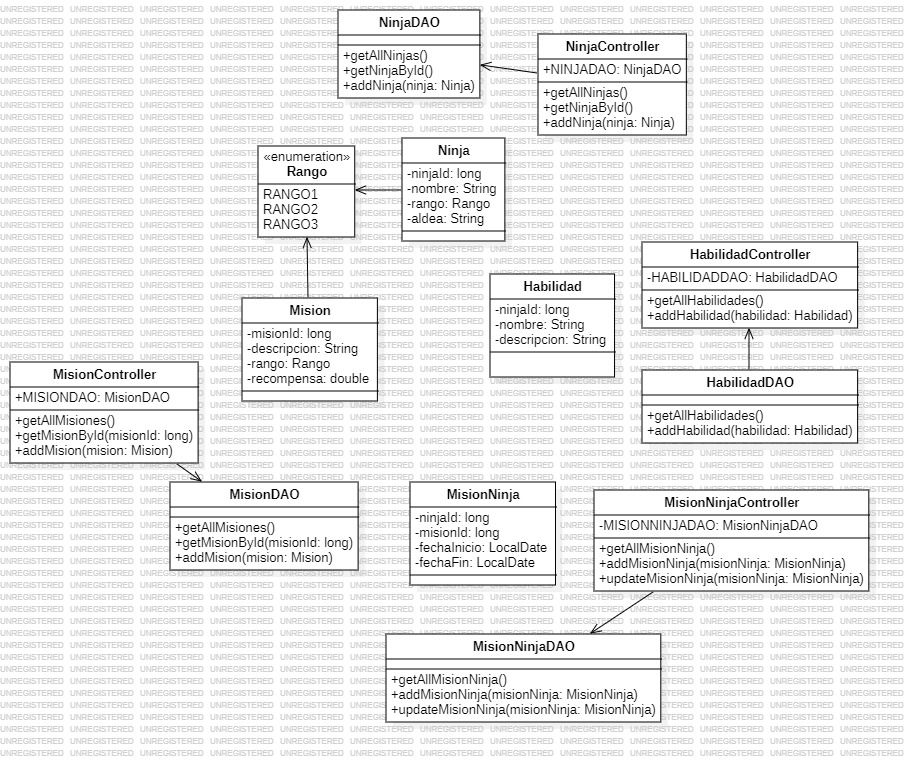 NinjaDAO
+getAllNinjas()
+getNinjaById()
+addNinja(ninja: Ninja)
NinjaController
+NINJADAO: NinjaDAO
+getAllNinjas()
+getNinjaById()
+addNinja(ninja: Ninja)
«enumeration»
Rango
RANGO1
RANGO2
RANGO3
Ninja
-ninjaId: long
-nombre: String
-rango: Rango
-aldea: String
Habilidad
-ninjaId: long
-nombre: String
-descripcion: String
HabilidadController
-HABILIDADDAO: HabilidadDAO
+getAllHabilidades()
+addHabilidad(habilidad: Habilidad)
Mision
-misionId: long
-descripcion: String
-rango: Rango
-recompensa: double
MisionController
+MISIONDAO: MisionDAO
+getAllMisiones()
+getMisionById(misionId: long)
+addMision(mision: Mision)
HabilidadDAO
+getAllHabilidades()
+addHabilidad(habilidad: Habilidad)
MisionDAO
+getAllMisiones()
+getMisionById(misionId: long)
+addMision(mision: Mision)
MisionNinja
-ninjaId: long
-misionId: long
-fechaInicio: LocalDate
-fechaFin: LocalDate
MisionNinjaController
-MISIONNINJADAO: MisionNinjaDAO
+getAllMisionNinja()
+addMisionNinja(misionNinja: MisionNinja)
+updateMisionNinja(misionNinja: MisionNinja)
MisionNinjaDAO
+getAllMisionNinja()
+addMisionNinja(misionNinja: MisionNinja)
+updateMisionNinja(misionNinja: MisionNinja)
UNREGISTERED